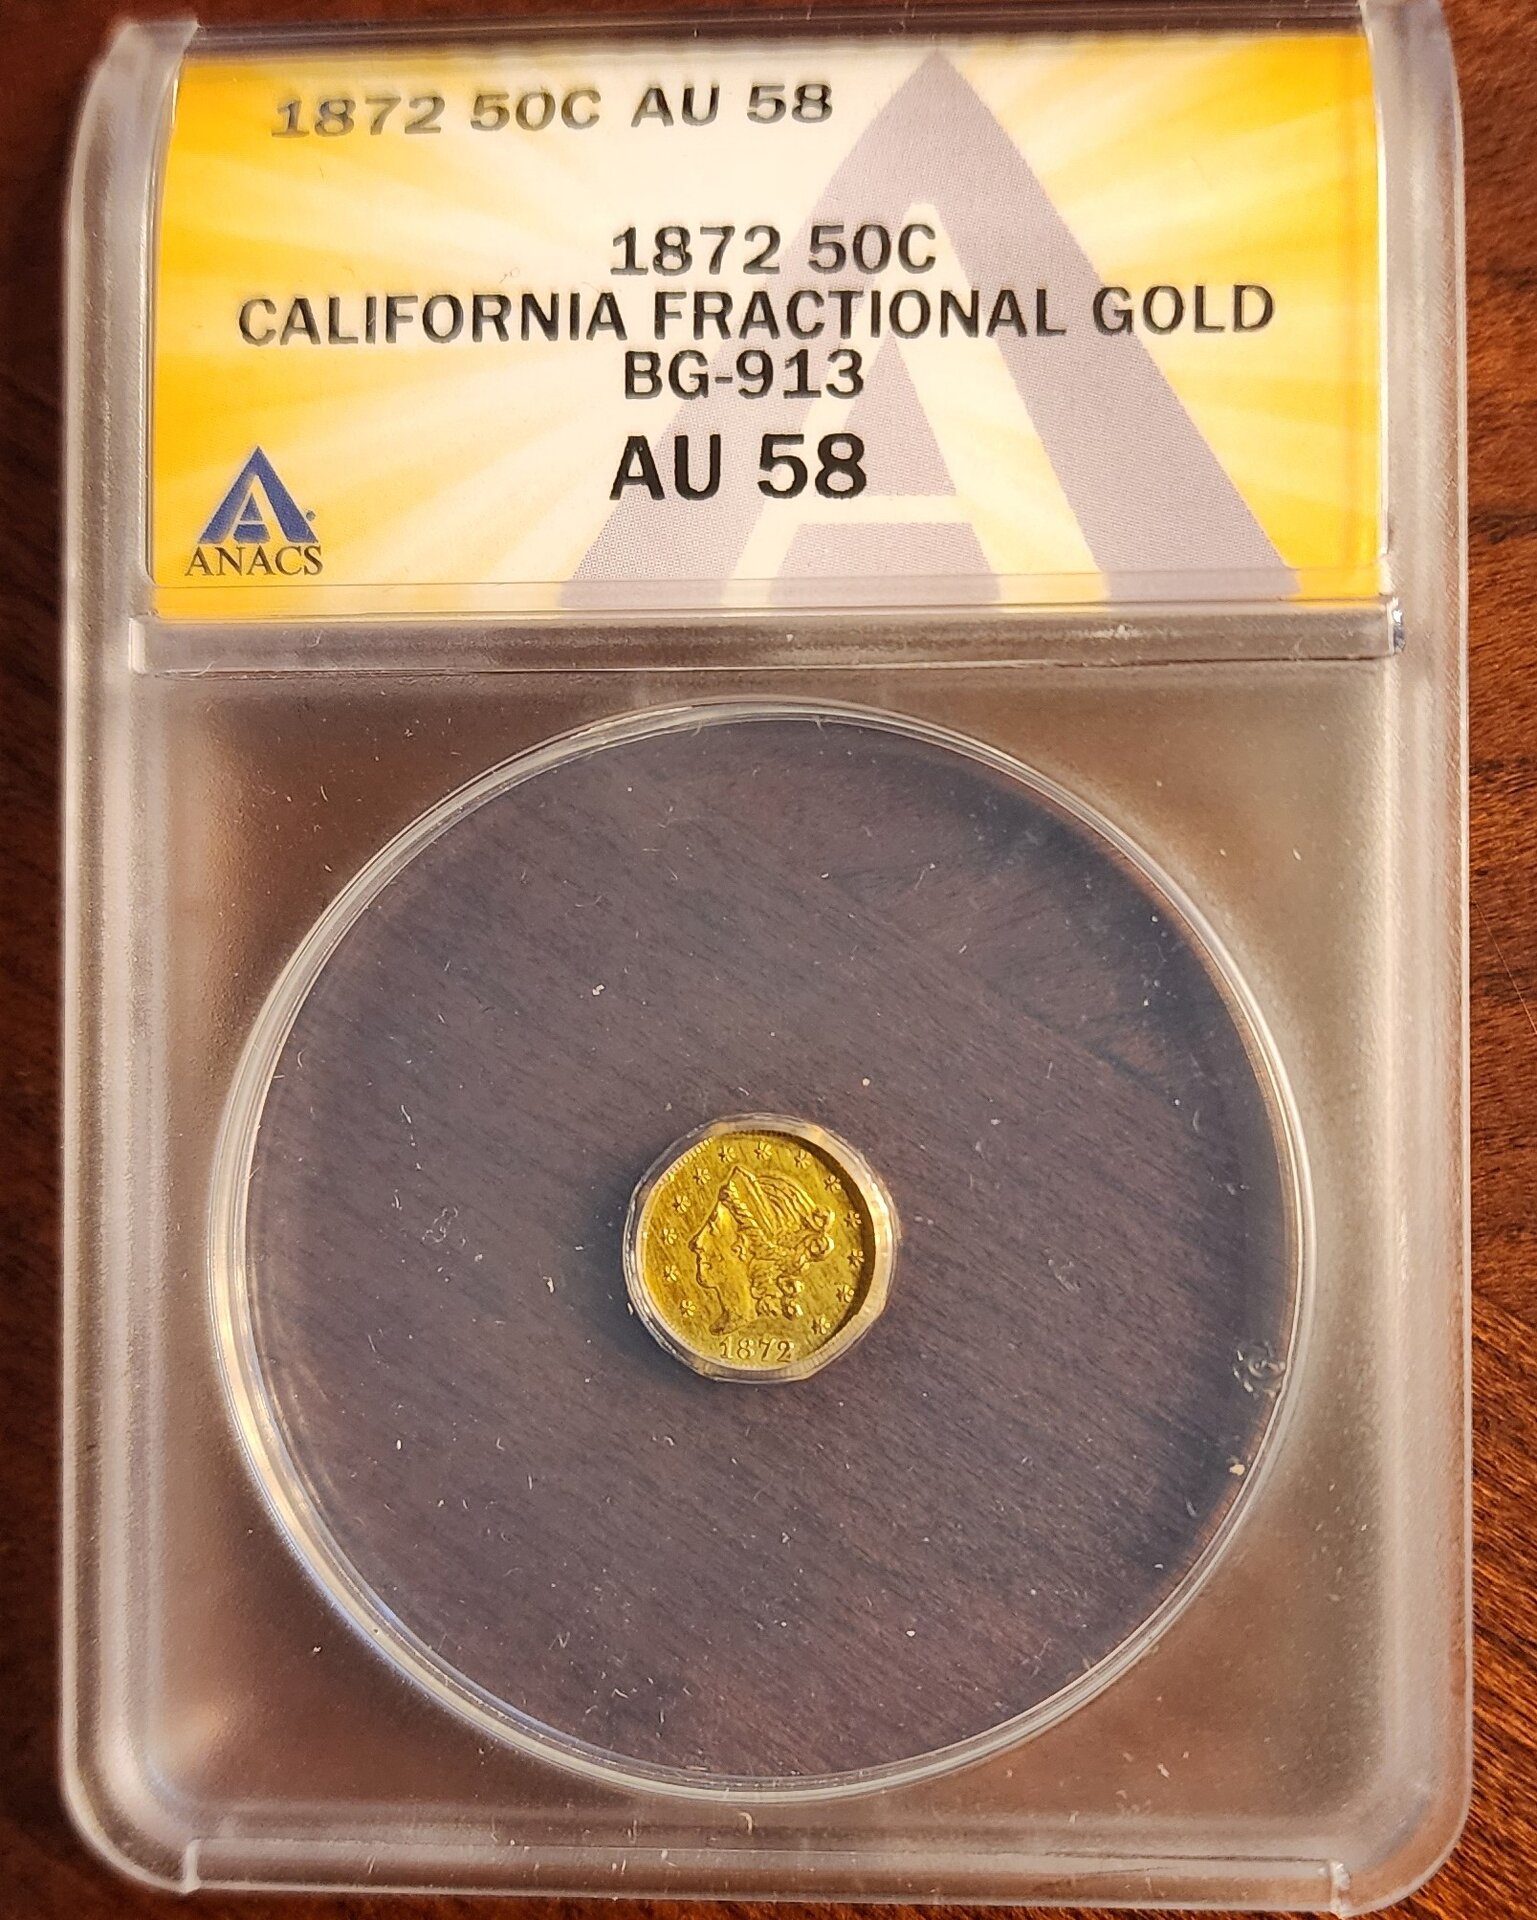 1872 50C AU 58
1872 50C
CALIFORNIA FRACTIONAL GOLD
BG-913
AU 58
ANACS
1872